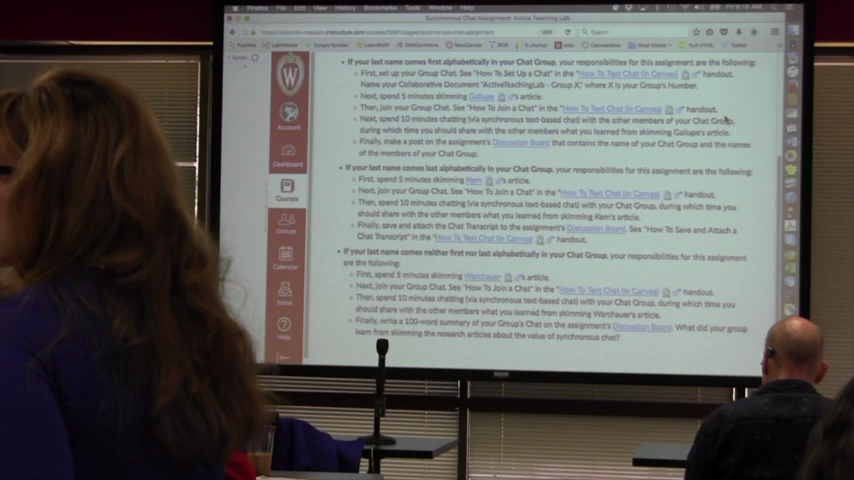 Firefox File Edit View History Bookmarks Tools Window Help
Synchronous Chat Assignment: Active Teaching Lab
Search
Account
Dashboard
Courses
Groups
Calendar
Inbox
Help
If your last name comes first alphabetically in your Chat Group, your responsibilities for this assignment are the following:
First, set up your Group Chat. See "How To Set Up a Chat" in the "How To Text Chat (in Canvas) handout.
Name your Collaborative Document "ActiveTeachingLab - Group X," where X is your Group's Number.
Next, spend 5 minutes skimming Gallupe 's article.
Then, join your Group Chat. See "How To Join a Chat" in the "How To Text Chat (in Canvas) handout.
Next, spend 10 minutes chatting (via synchronous text-based chat) with the other members of your Chat Group,
during which time you should share with the other members what you learned from skimming Gallupe's article.
Finally, make a post on the assignment's Discussion Board that contains the name of your Chat Group and the names
of the members of your Chat Group.
If your last name comes last alphabetically in your Chat Group, your responsibilities for this assignment are the following:
First, spend 5 minutes skimming Kern 's article.
Next, join your Group Chat. See "How To Join a Chat" in the "How To Text Chat (in Canvas) handout.
Then, spend 10 minutes chatting (via synchronous text-based chat) with your Chat Group, during which time you
should share with the other members what you learned from skimming Kern's article.
Finally, save and attach the Chat Transcript to the assignment's Discussion Board. See "How To Save and Attach a
Chat Transcript" in the "How To Text Chat (in Canvas) handout.
If your last name comes neither first nor last alphabetically in your Chat Group, your responsibilities for this assignment
are the following:
First, spend 5 minutes skimming Warschauer 's article.
Next, join your Group Chat. See "How To Join a Chat" in the "How To Text Chat (in Canvas) handout.
Then, spend 10 minutes chatting (via synchronous text-based chat) with your Chat Group, during which time you
should share with the other members what you learned from skimming Warschauer's article.
Finally, write a 100-word summary of your Group's Chat on the assignment's Discussion Board. What did your group
learn from skimming the research articles about the value of synchronous chat?